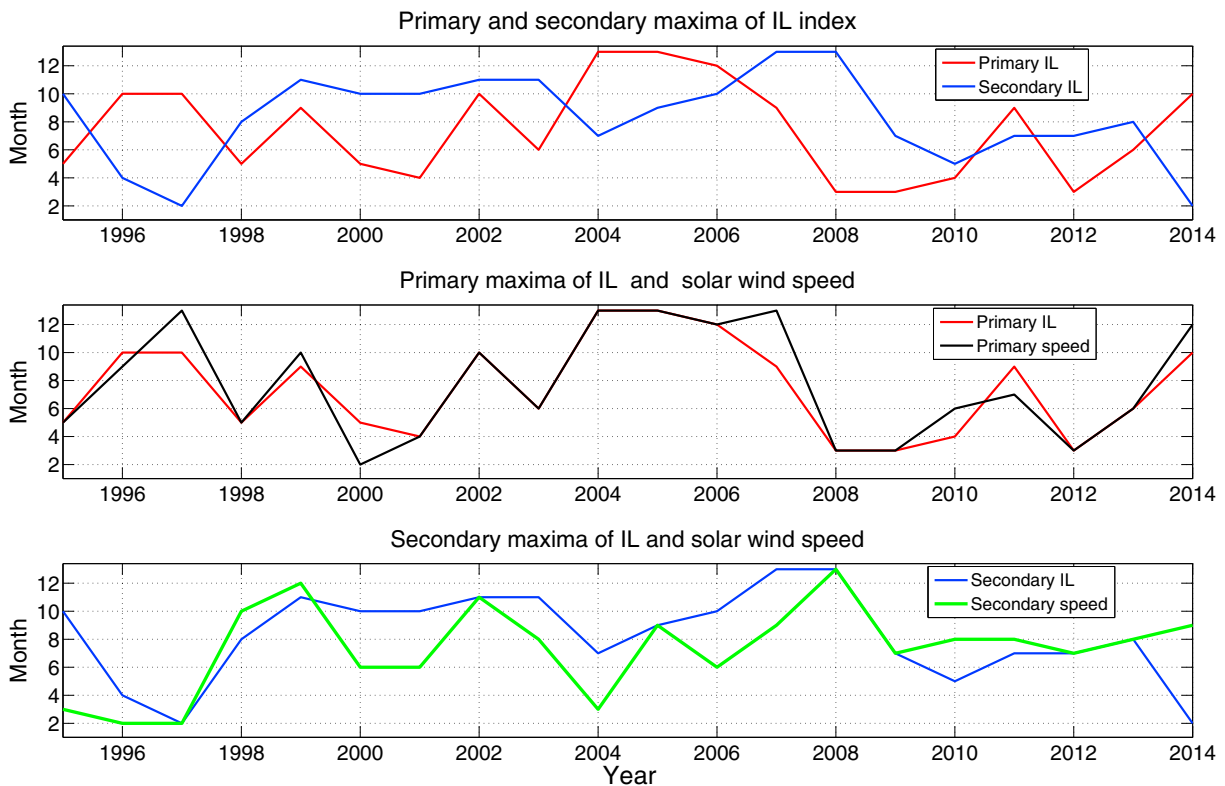 Primary and secondary maxima of IL index
Month
12
10
8
6
4
2
Primary IL
Secondary IL
1996 1998 2000 2002 2004 2006 2008 2010 2012 2014
Primary maxima of IL and solar wind speed
Month
12
10
8
6
4
2
Primary IL
Primary speed
1996 1998 2000 2002 2004 2006 2008 2010 2012 2014
Secondary maxima of IL and solar wind speed
Month
12
10
8
6
4
2
Secondary IL
Secondary speed
1996 1998 2000 2002 2004 2006 2008 2010 2012 2014
Year